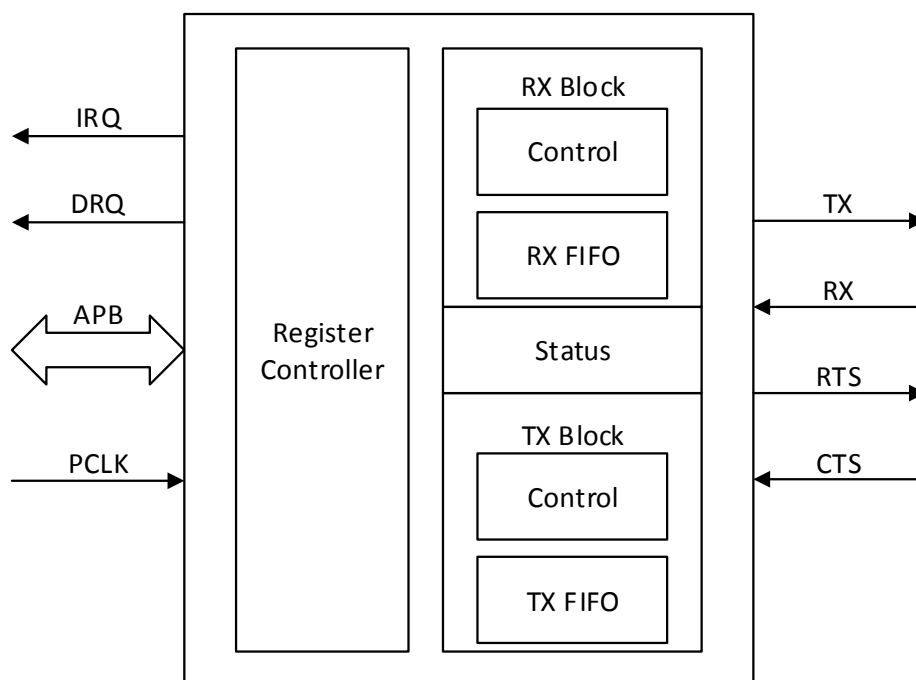 IRQ
DRQ
APB
PCLK
Register
Controller
RX Block
Control
RX FIFO
Status
TX Block
Control
TX FIFO
TX
RX
RTS
CTS